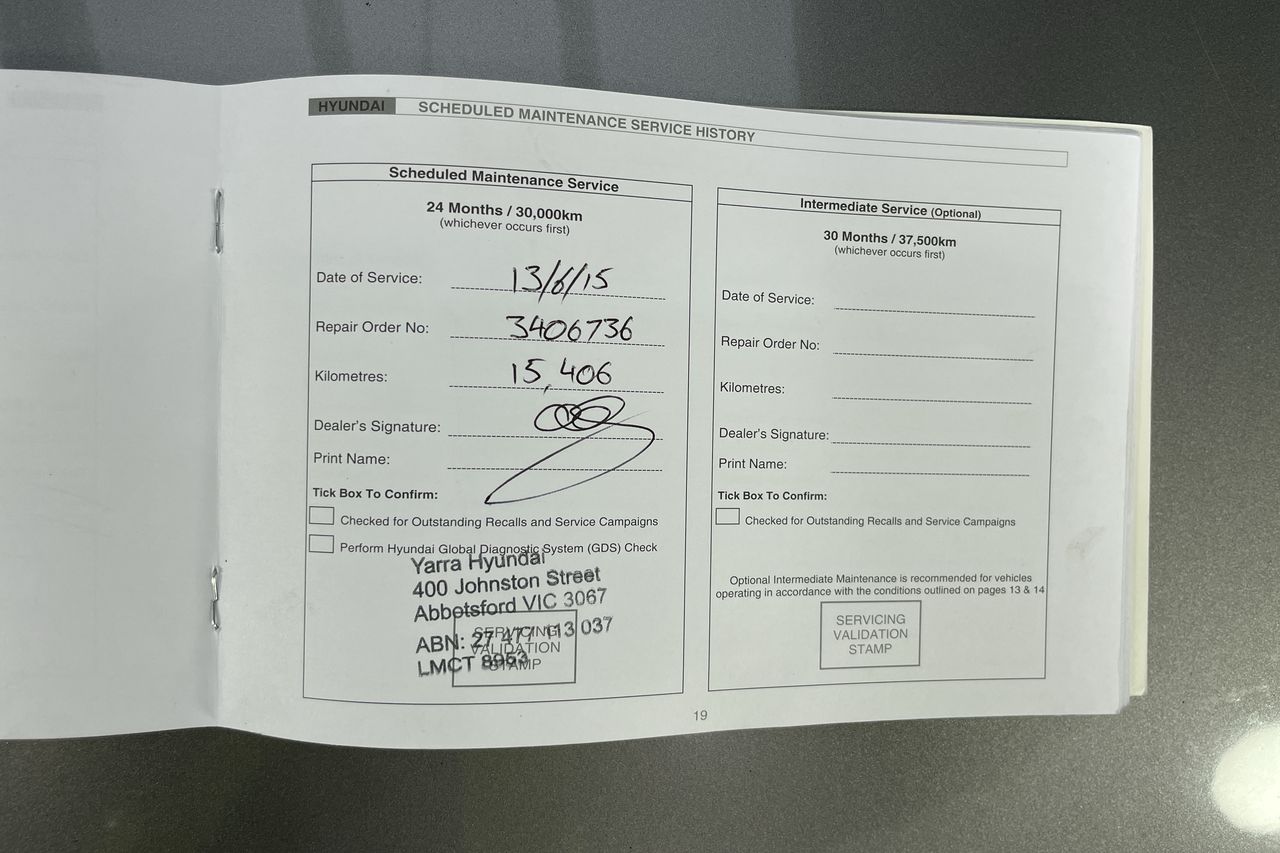 HYUNDAI SCHEDULED MAINTENANCE SERVICE HISTORY
Scheduled Maintenance Service
24 Months / 30,000km
(whichever occurs first)
Date of Service: 13/6/15
Repair Order No: 3406736
Kilometres: 15,406
Dealer's Signature:
Print Name:
Tick Box To Confirm:
Checked for Outstanding Recalls and Service Campaigns
Perform Hyundai Global Diagnostic System (GDS) Check
Yarra Hyundai
400 Johnston Street
Abbotsford VIC 3067
ABN: 27 477 113 037
LMCT 8953
SERVICING
VALIDATION
STAMP
Intermediate Service (Optional)
30 Months / 37,500km
(whichever occurs first)
Date of Service:
Repair Order No:
Kilometres:
Dealer's Signature:
Print Name:
Tick Box To Confirm:
Checked for Outstanding Recalls and Service Campaigns
Optional Intermediate Maintenance is recommended for vehicles
operating in accordance with the conditions outlined on pages 13 & 14
SERVICING
VALIDATION
STAMP
19